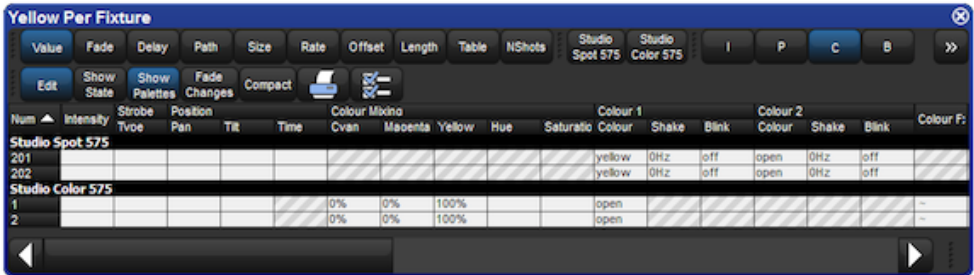 Yellow Per Fixture
Value Fade Delay Path Size Rate Offset Length Table NShots Studio Spot 575 Studio Color 575 I P C B »
Edit Show State Show Palettes Fade Changes Compact
Num Intensity Strobe Position Colour Mixing Colour 1 Colour 2 Colour F:
Type Pan Tilt Time Cyan Magenta Yellow Hue Saturatio Colour Shake Blink Colour Shake Blink
Studio Spot 575
201 yellow 0Hz off open 0Hz off
202 yellow 0Hz off open 0Hz off
Studio Color 575
1 0% 0% 100% open ~
2 0% 0% 100% open ~